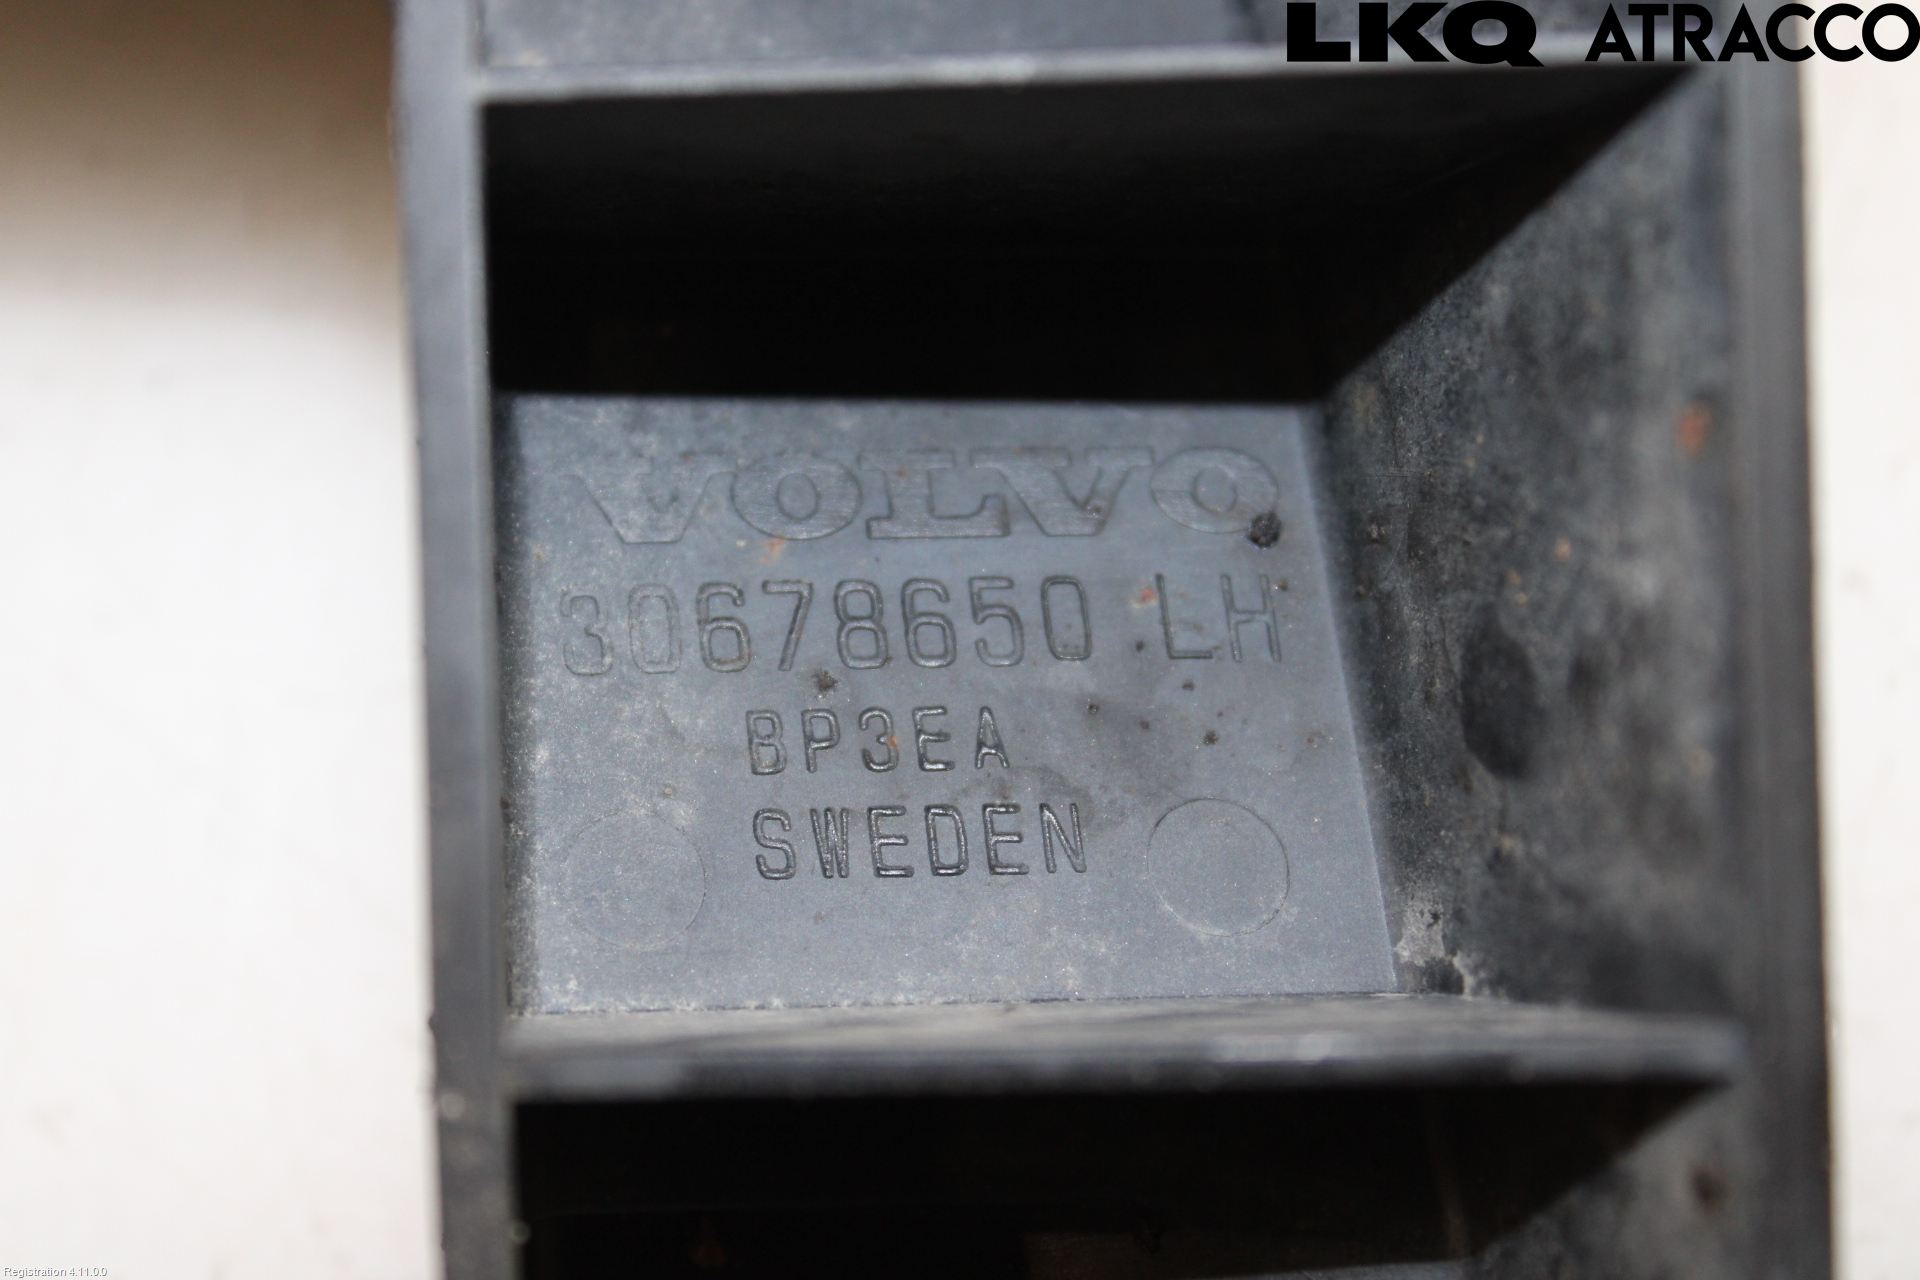 LKQ ATRACCO
VOLVO
30678650 LH
BP3EA
SWEDEN
Registration 4.11.0.0